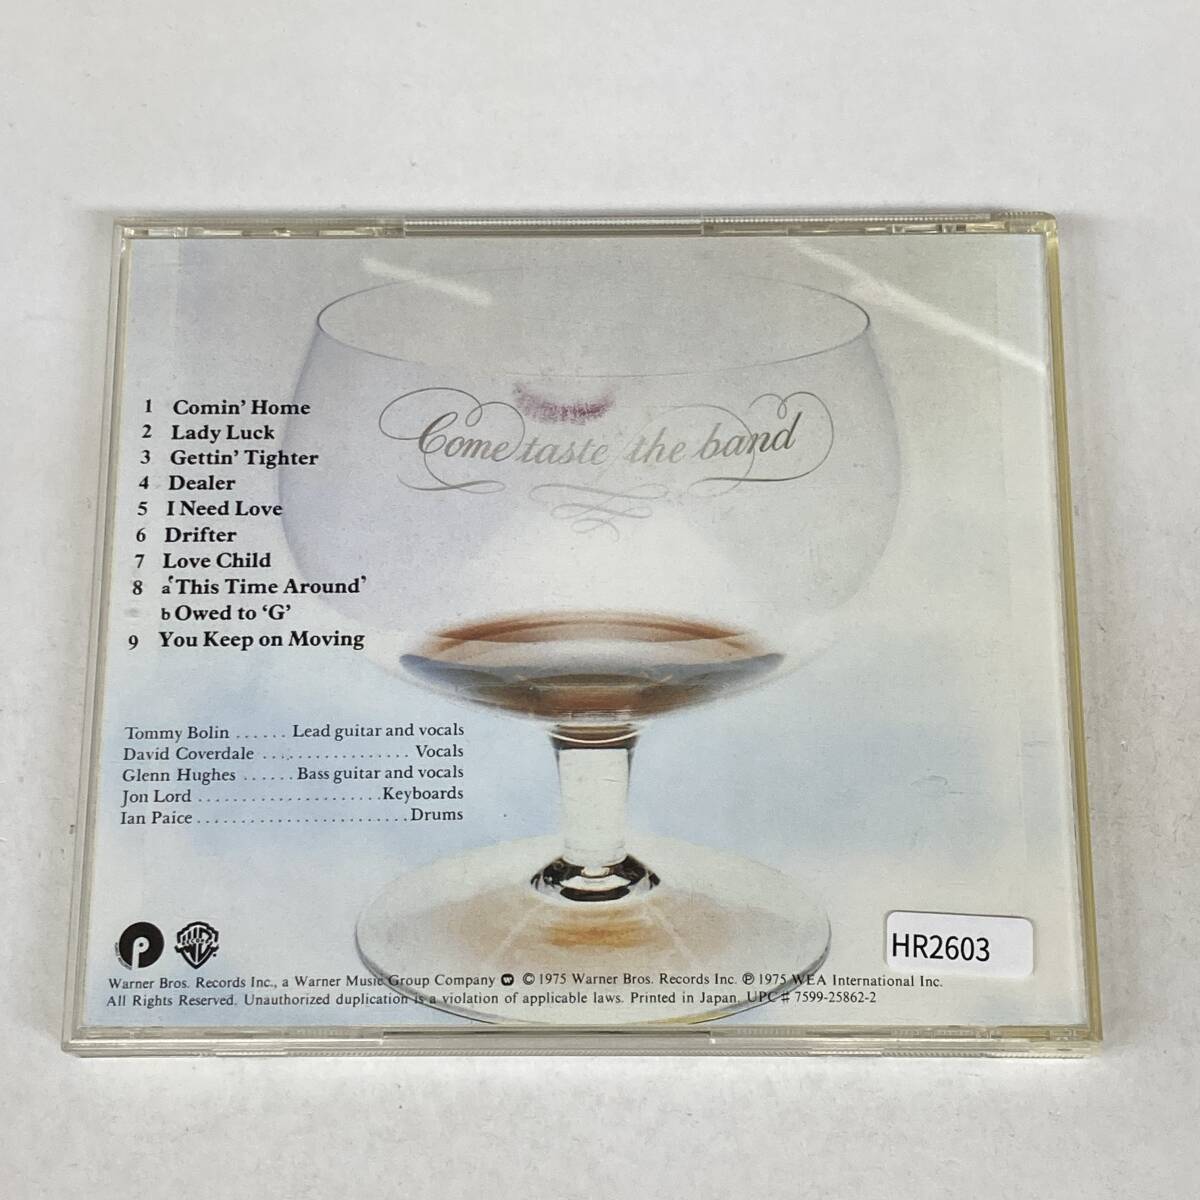 Come taste the band
1 Comin' Home
2 Lady Luck
3 Gettin' Tighter
4 Dealer
5 I Need Love
6 Drifter
7 Love Child
8 a 'This Time Around'
b Owed to 'G'
9 You Keep on Moving
Tommy Bolin ...... Lead guitar and vocals
David Coverdale ................ Vocals
Glenn Hughes ...... Bass guitar and vocals
Jon Lord ..................... Keyboards
Ian Paice ........................ Drums
HR2603
Warner Bros. Records Inc., a Warner Music Group Company © 1975 Warner Bros. Records Inc. ℗ 1975 WEA International Inc.
All Rights Reserved. Unauthorized duplication is a violation of applicable laws. Printed in Japan. UPC# 7599-25862-2